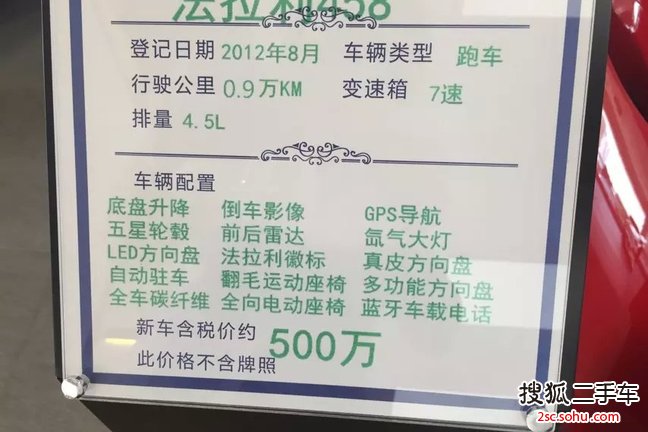 法拉利458
登记日期 2012年8月 车辆类型 跑车
行驶公里 0.9万KM 变速箱 7速
排量 4.5L
车辆配置
底盘升降 倒车影像 GPS导航
五星轮毂 前后雷达 氙气大灯
LED方向盘 法拉利徽标 真皮方向盘
自动驻车 翻毛运动座椅 多功能方向盘
全车碳纤维 全向电动座椅 蓝牙车载电话
新车含税价约 500万
此价格不含牌照
搜狐二手车
2sc.sohu.com